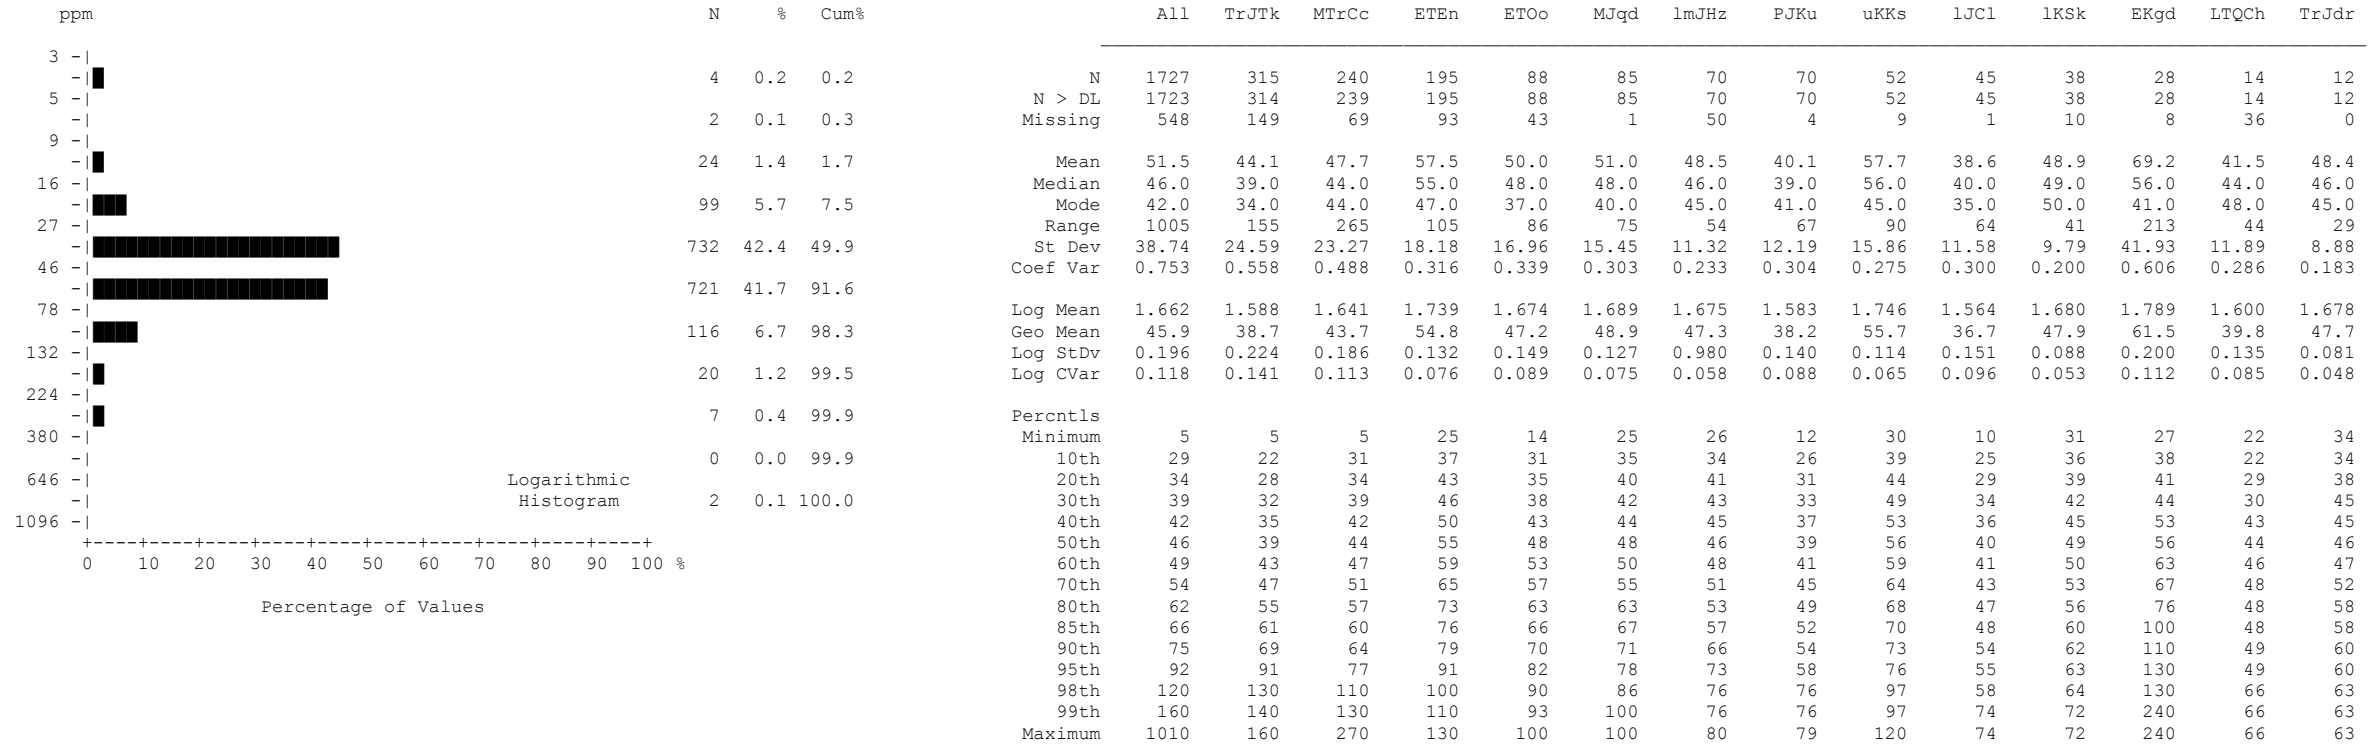 ppm N % Cum% All TrJTk MTrCc ETEn ETOo MJqd lmJHz PJKu uKKs lJCl lKSk EKgd LTQCh TrJdr
3 -|
-| 4 0.2 0.2 N 1727 315 240 195 88 85 70 70 52 45 38 28 14 12
5 -| N > DL 1723 314 239 195 88 85 70 70 52 45 38 28 14 12
-| 2 0.1 0.3 Missing 548 149 69 93 43 1 50 4 9 1 10 8 36 0
9 -|
-| 24 1.4 1.7 Mean 51.5 44.1 47.7 57.5 50.0 51.0 48.5 40.1 57.7 38.6 48.9 69.2 41.5 48.4
16 -| Median 46.0 39.0 44.0 55.0 48.0 48.0 46.0 39.0 56.0 40.0 49.0 56.0 44.0 46.0
-| 99 5.7 7.5 Mode 42.0 34.0 44.0 47.0 37.0 40.0 45.0 41.0 45.0 35.0 50.0 41.0 48.0 45.0
27 -| Range 1005 155 265 105 86 75 54 67 90 64 41 213 44 29
-| 732 42.4 49.9 St Dev 38.74 24.59 23.27 18.18 16.96 15.45 11.32 12.19 15.86 11.58 9.79 41.93 11.89 8.88
46 -| Coef Var 0.753 0.558 0.488 0.316 0.339 0.303 0.233 0.304 0.275 0.300 0.200 0.606 0.286 0.183
-| 721 41.7 91.6
78 -| Log Mean 1.662 1.588 1.641 1.739 1.674 1.689 1.675 1.583 1.746 1.564 1.680 1.789 1.600 1.678
-| 116 6.7 98.3 Geo Mean 45.9 38.7 43.7 54.8 47.2 48.9 47.3 38.2 55.7 36.7 47.9 61.5 39.8 47.7
132 -| Log StDv 0.196 0.224 0.186 0.132 0.149 0.127 0.980 0.140 0.114 0.151 0.088 0.200 0.135 0.081
-| 20 1.2 99.5 Log CVar 0.118 0.141 0.113 0.076 0.089 0.075 0.058 0.088 0.065 0.096 0.053 0.112 0.085 0.048
224 -|
-| 7 0.4 99.9 Percntls
380 -| Minimum 5 5 5 25 14 25 26 12 30 10 31 27 22 34
-| 0 0.0 99.9 10th 29 22 31 37 31 35 34 26 39 25 36 38 22 34
646 -| Logarithmic 20th 34 28 34 43 35 40 41 31 44 29 39 41 29 38
-| Histogram 2 0.1 100.0 30th 39 32 39 46 38 42 43 33 49 34 42 44 30 45
1096 -| 40th 42 35 42 50 43 44 45 37 53 36 45 53 43 45
+----+----+----+----+----+----+----+----+----+----+ 50th 46 39 44 55 48 48 46 39 56 40 49 56 44 46
0 10 20 30 40 50 60 70 80 90 100 % 60th 49 43 47 59 53 50 48 41 59 41 50 63 46 47
70th 54 47 51 65 57 55 51 45 64 43 53 67 48 52
Percentage of Values 80th 62 55 57 73 63 63 53 49 68 47 56 76 48 58
85th 66 61 60 76 66 67 57 52 70 48 60 100 48 58
90th 75 69 64 79 70 71 66 54 73 54 62 110 49 60
95th 92 91 77 91 82 78 73 58 76 55 63 130 49 60
98th 120 130 110 100 90 86 76 76 97 58 64 130 66 63
99th 160 140 130 110 93 100 76 76 97 74 72 240 66 63
Maximum 1010 160 270 130 100 100 80 79 120 74 72 240 66 63